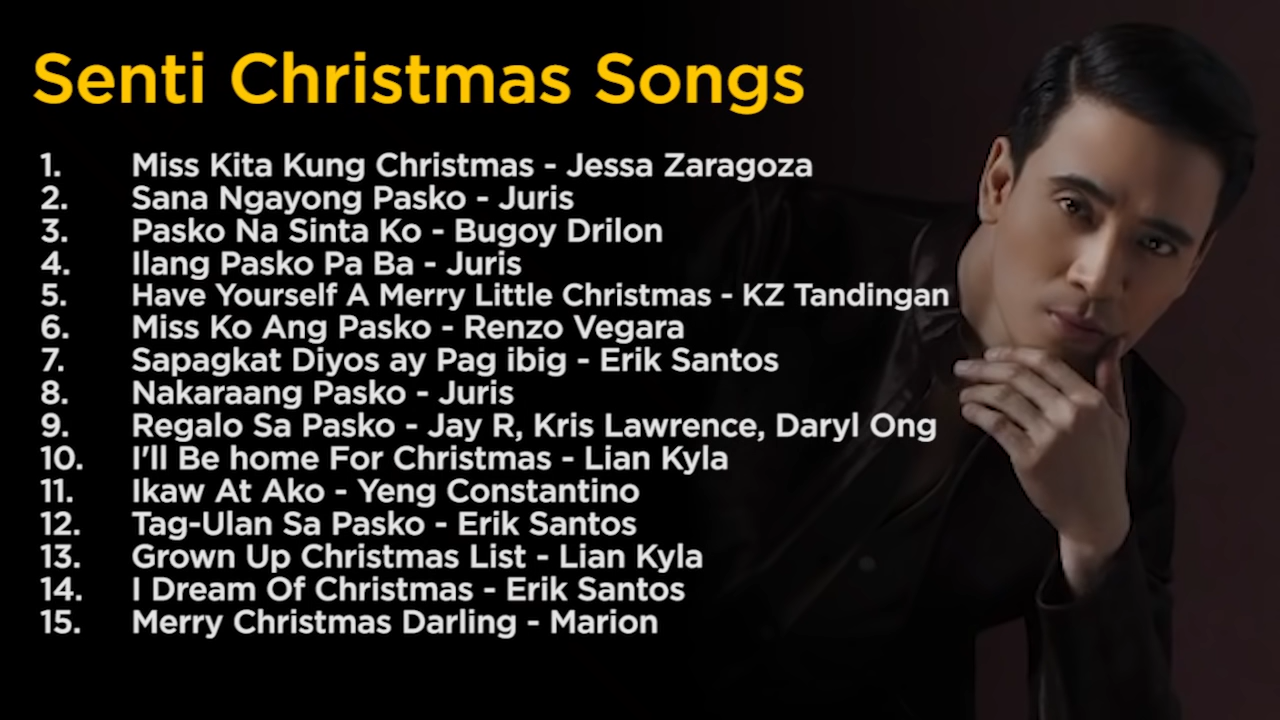 Senti Christmas Songs
1. Miss Kita Kung Christmas - Jessa Zaragoza
2. Sana Ngayong Pasko - Juris
3. Pasko Na Sinta Ko - Bugoy Drilon
4. Ilang Pasko Pa Ba - Juris
5. Have Yourself A Merry Little Christmas - KZ Tandingan
6. Miss Ko Ang Pasko - Renzo Vegara
7. Sapagkat Diyos ay Pag ibig - Erik Santos
8. Nakaraang Pasko - Juris
9. Regalo Sa Pasko - Jay R, Kris Lawrence, Daryl Ong
10. I'll Be home For Christmas - Lian Kyla
11. Ikaw At Ako - Yeng Constantino
12. Tag-Ulan Sa Pasko - Erik Santos
13. Grown Up Christmas List - Lian Kyla
14. I Dream Of Christmas - Erik Santos
15. Merry Christmas Darling - Marion